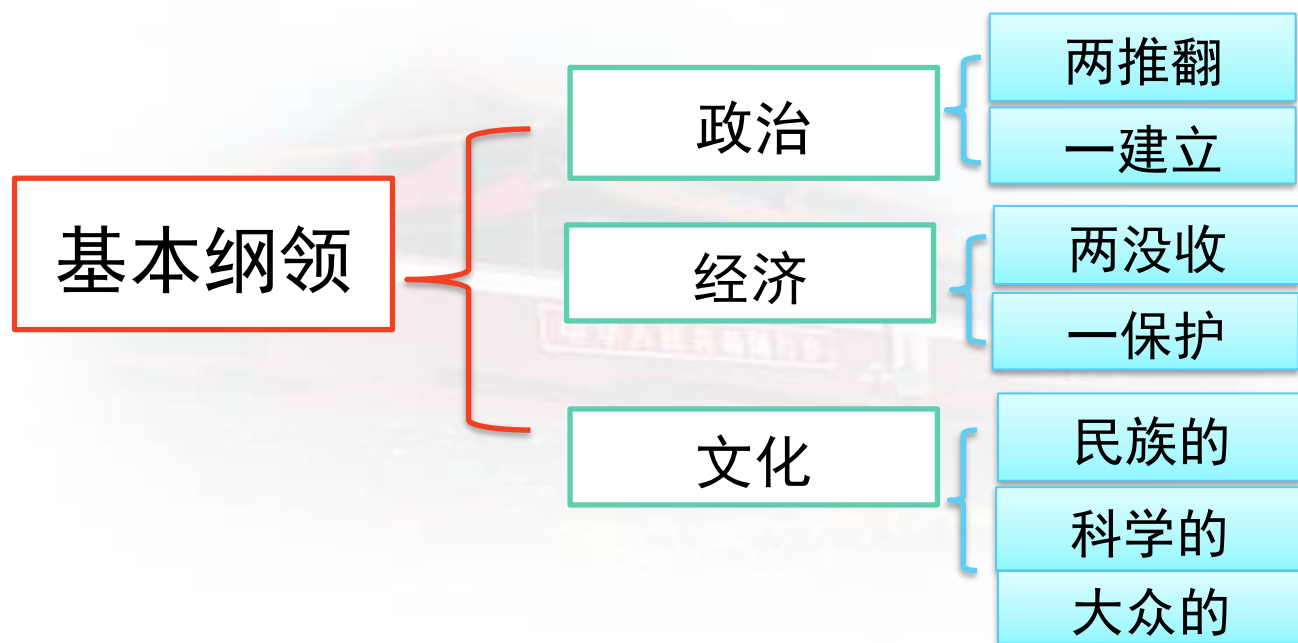 基本纲领
政治
两推翻
一建立
经济
两没收
一保护
文化
民族的
科学的
大众的